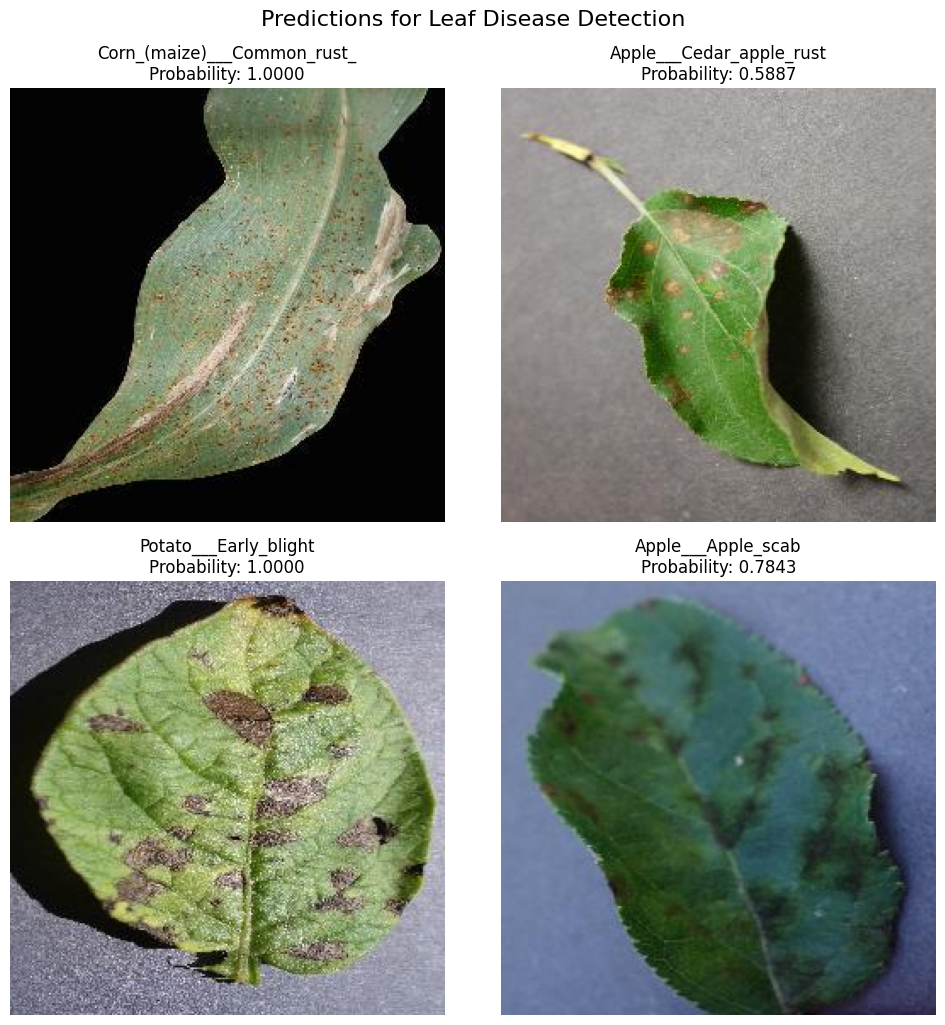 Predictions for Leaf Disease Detection
Corn_(maize)___Common_rust_
Probability: 1.0000
Apple___Cedar_apple_rust
Probability: 0.5887
Potato___Early_blight
Probability: 1.0000
Apple___Apple_scab
Probability: 0.7843